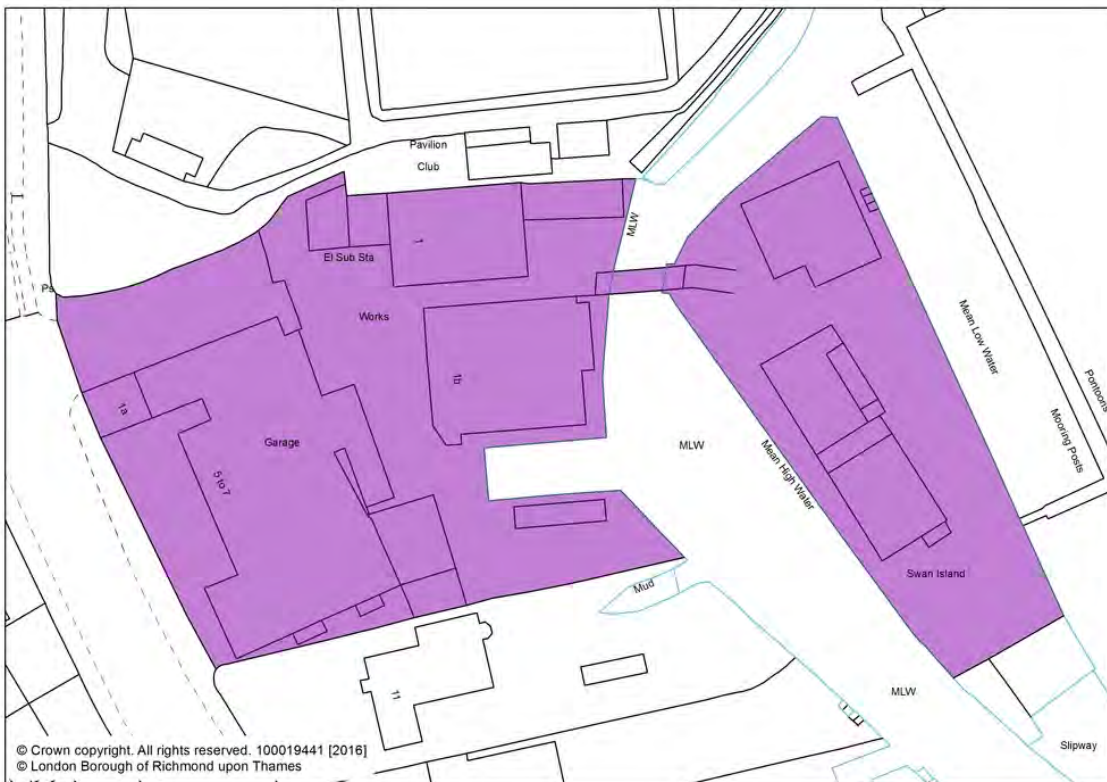 Pavilion
Club
MLW
1
El Sub Sta
Works
Mean Low Water
Pontoons
1b
1a
Garage
MLW
Mean High Water
Mooring Posts
5 to 7
Swan Island
Mud
11
MLW
Slipway
© Crown copyright. All rights reserved. 100019441 [2016]
© London Borough of Richmond upon Thames